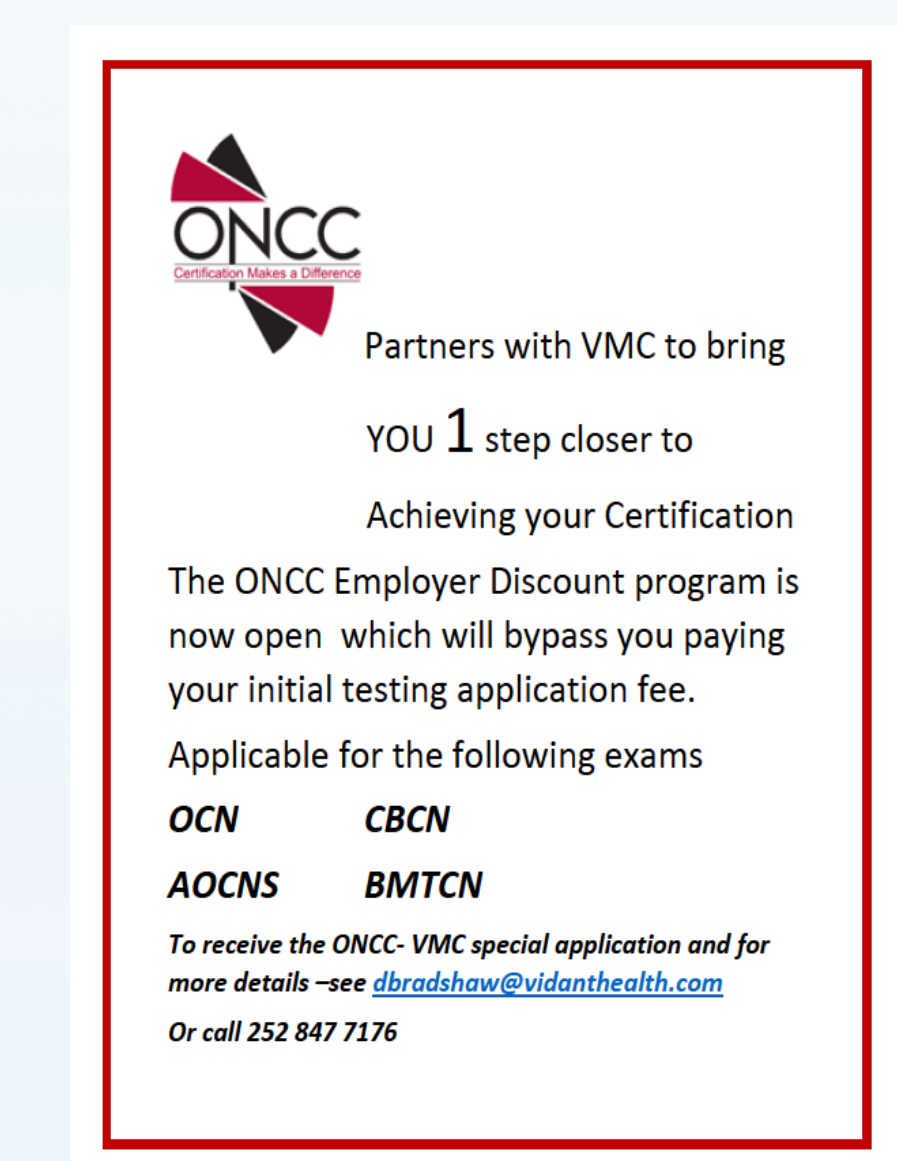 ONCC
Certification Makes a Difference
Partners with VMC to bring
YOU 1 step closer to
Achieving your Certification
The ONCC Employer Discount program is
now open  which will bypass you paying
your initial testing application fee.
Applicable for the following exams
OCN CBCN
AOCNS BMTCN
To receive the ONCC- VMC special application and for
more details –see dbradshaw@vidanthealth.com
Or call 252 847 7176